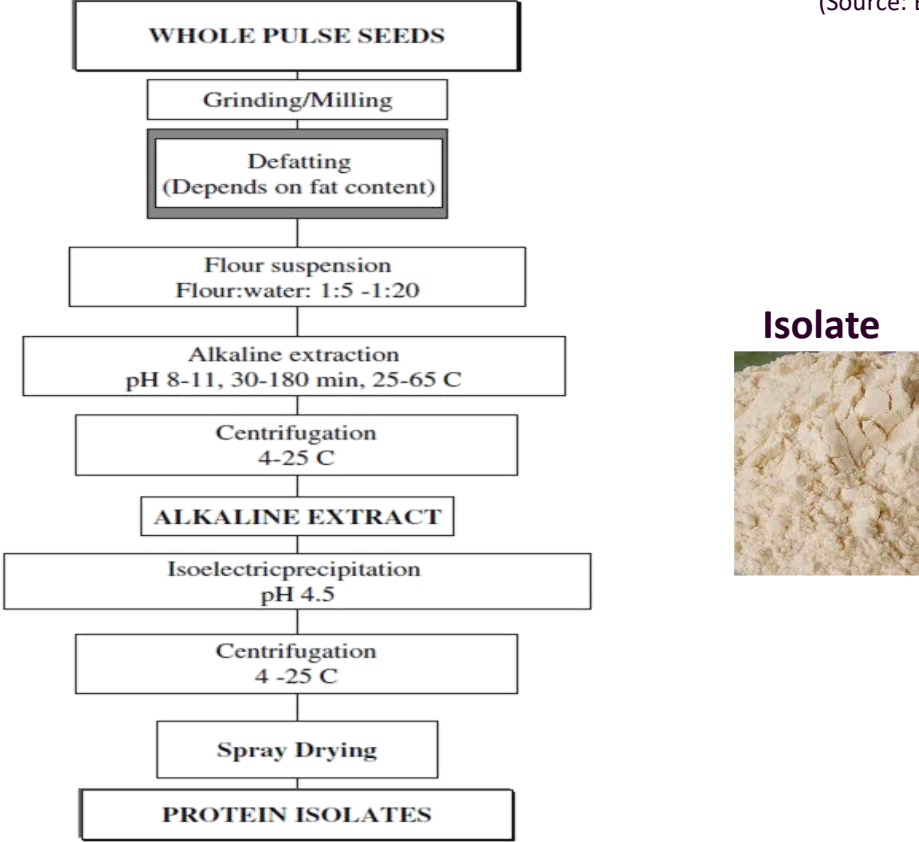 (Source:
WHOLE PULSE SEEDS
Grinding/Milling
Defatting
(Depends on fat content)
Flour suspension
Flour:water: 1:5 -1:20
Alkaline extraction
pH 8-11, 30-180 min, 25-65 C
Centrifugation
4-25 C
ALKALINE EXTRACT
Isoelectricprecipitation
pH 4.5
Centrifugation
4 -25 C
Spray Drying
PROTEIN ISOLATES
Isolate